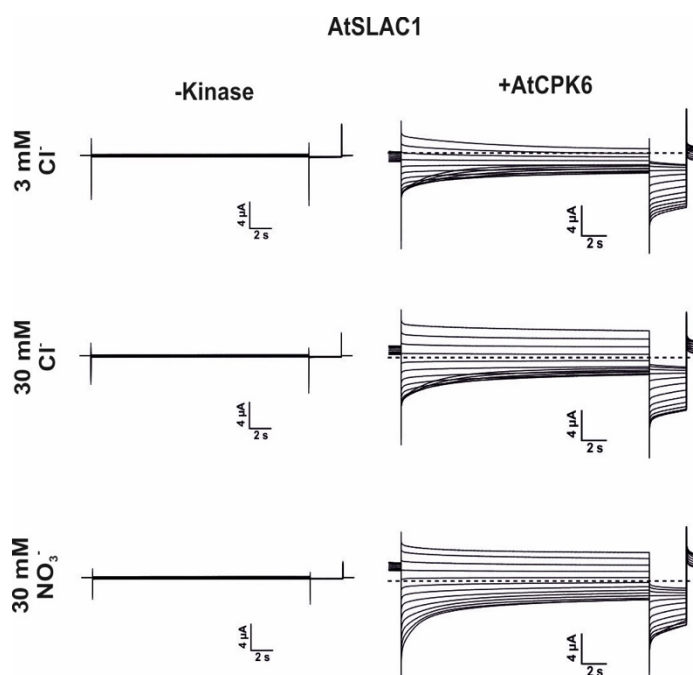 AtSLAC1
-Kinase
+AtCPK6
3 mM
Cl⁻
4 µA
2 s
4 µA
2 s
30 mM
Cl⁻
4 µA
2 s
4 µA
2 s
30 mM
NO₃⁻
4 µA
2 s
4 µA
2 s